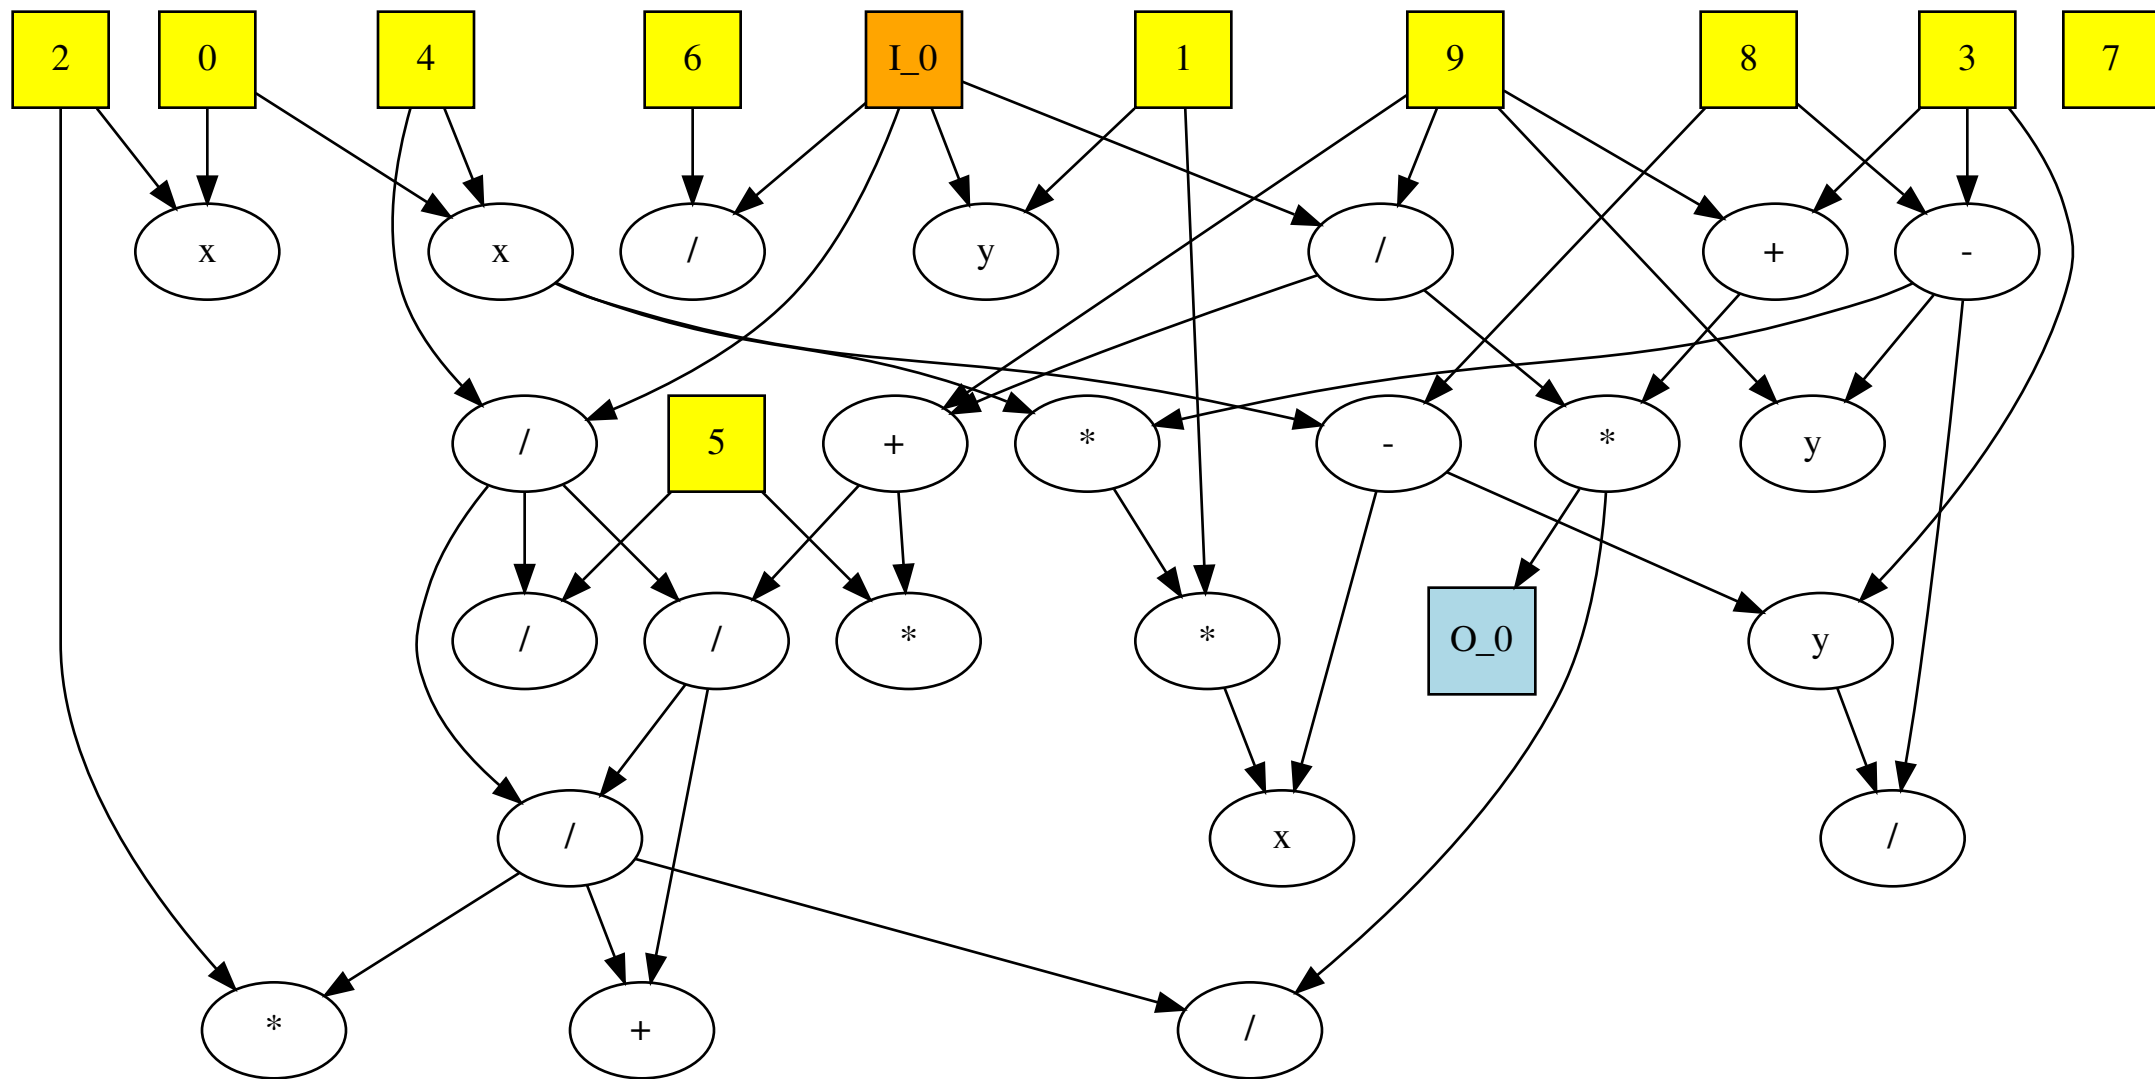 2 0 4 6 I_0 1 9 8 3 7
x x / y / + -
/ 5 + * - * y
/ / * * O_0 y
/ x /
* + /